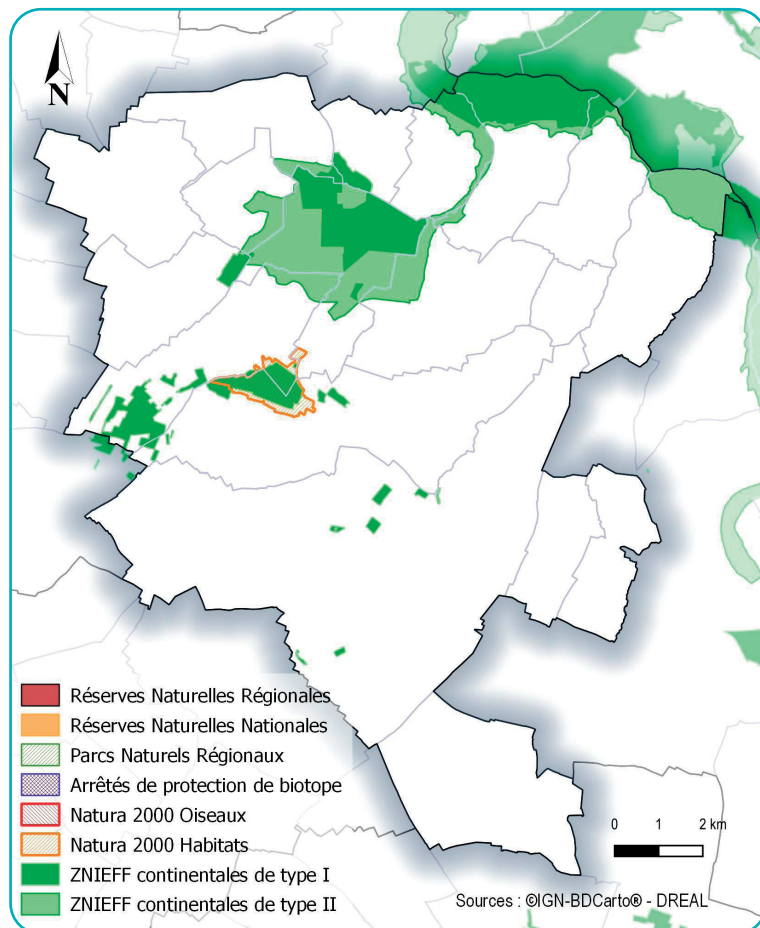 N
Réserves Naturelles Régionales
Réserves Naturelles Nationales
Parcs Naturels Régionaux
Arrêtés de protection de biotope
Natura 2000 Oiseaux
Natura 2000 Habitats
ZNIEFF continentales de type I
ZNIEFF continentales de type II
0 1 2 km
Sources : ©IGN-BDCarto® - DREAL